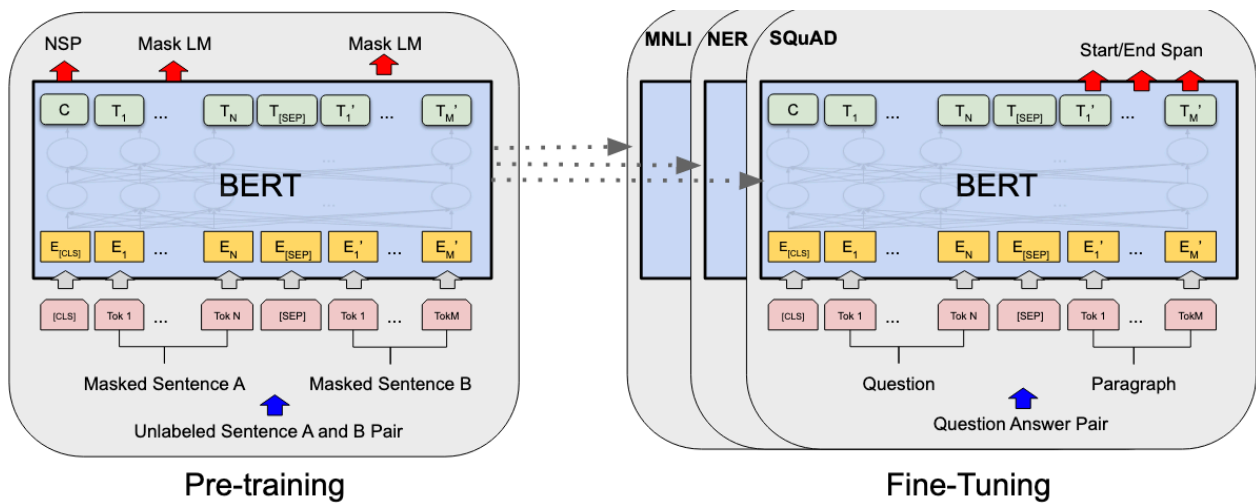 NSP Mask LM Mask LM
C T1 ... TN T[SEP] T1’ ... TM’
...
BERT
...
E[CLS] E1 ... EN E[SEP] E1’ ... EM’
[CLS] Tok 1 ... Tok N [SEP] Tok 1 ... TokM
Masked Sentence A Masked Sentence B
Unlabeled Sentence A and B Pair
Pre-training
MNLI NER SQuAD
Start/End Span
C T1 ... TN T[SEP] T1’ ... TM’
...
BERT
...
E[CLS] E1 ... EN E[SEP] E1’ ... EM’
[CLS] Tok 1 ... Tok N [SEP] Tok 1 ... TokM
Question Paragraph
Question Answer Pair
Fine-Tuning